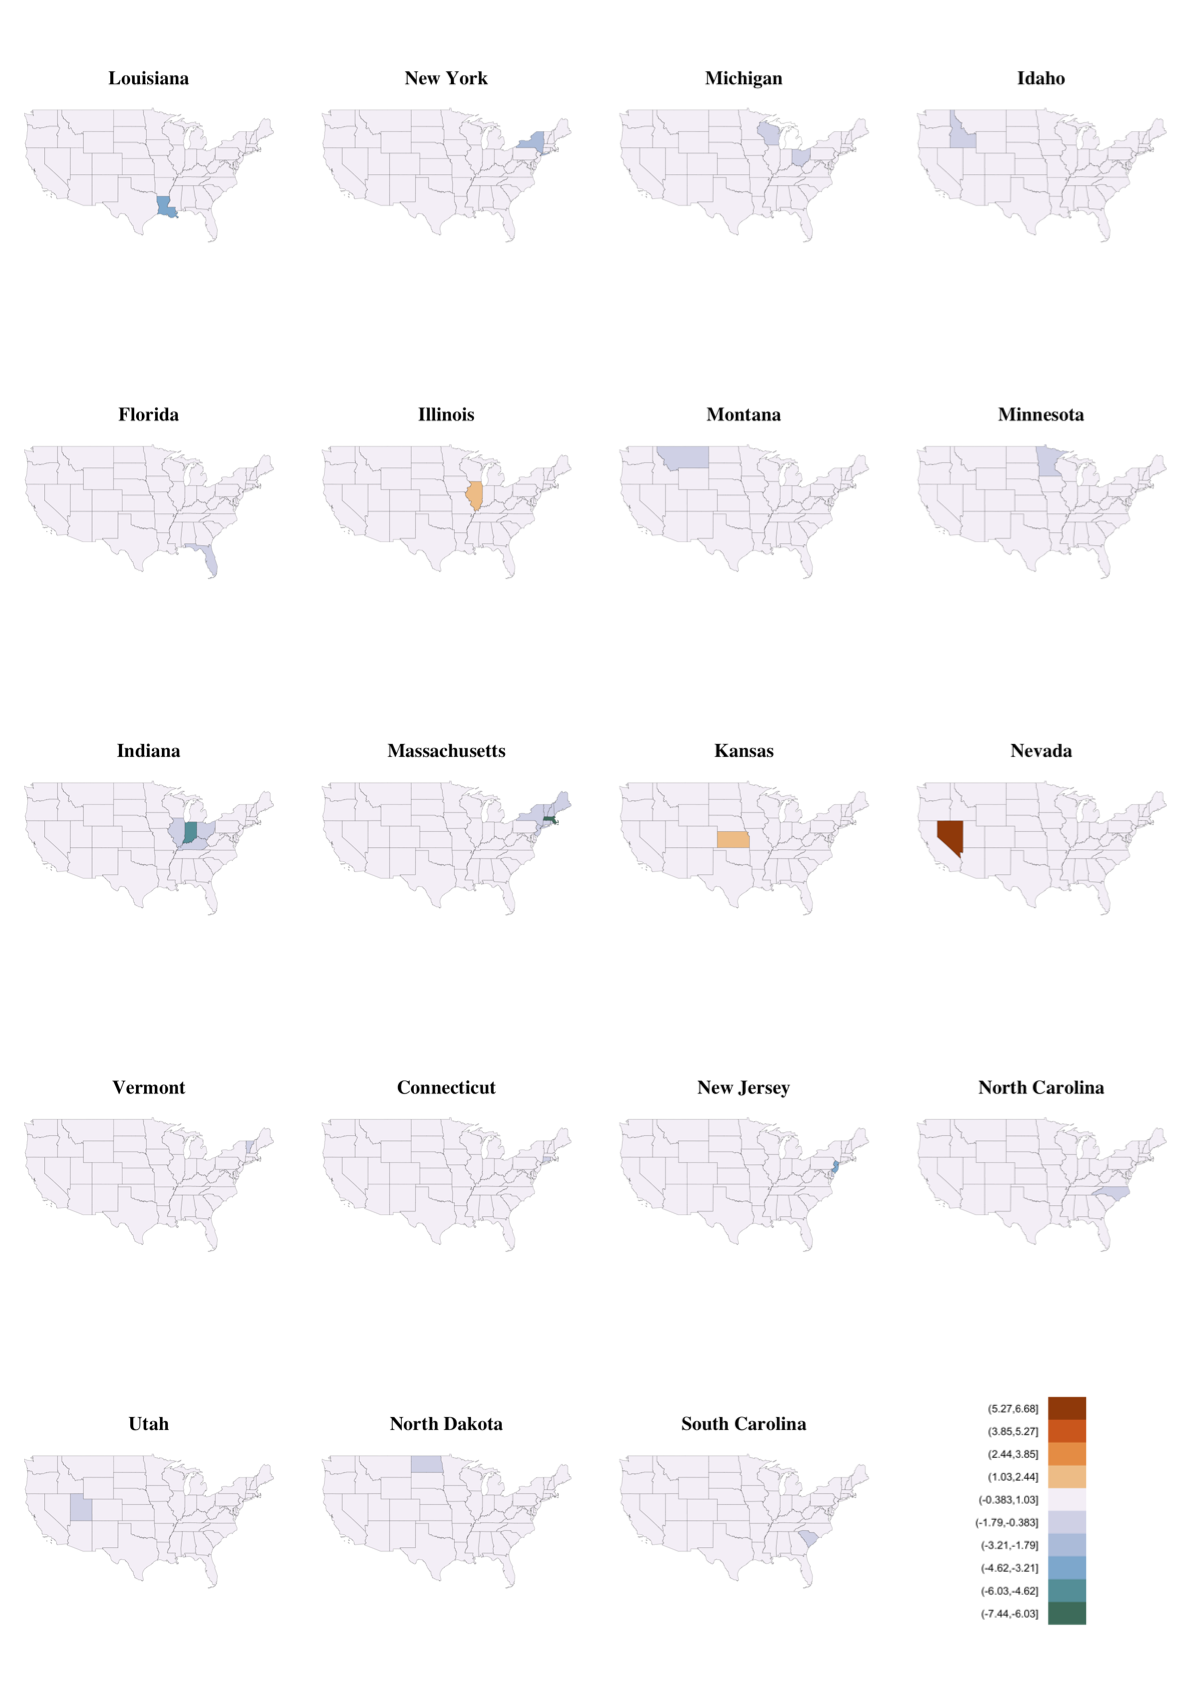 Louisiana
New York
Michigan
Idaho
Florida
Illinois
Montana
Minnesota
Indiana
Massachusetts
Kansas
Nevada
Vermont
Connecticut
New Jersey
North Carolina
Utah
North Dakota
South Carolina
(5.27,6.68]
(3.85,5.27]
(2.44,3.85]
(1.03,2.44]
(-0.383,1.03]
(-1.79,-0.383]
(-3.21,-1.79]
(-4.62,-3.21]
(-6.03,-4.62]
(-7.44,-6.03]